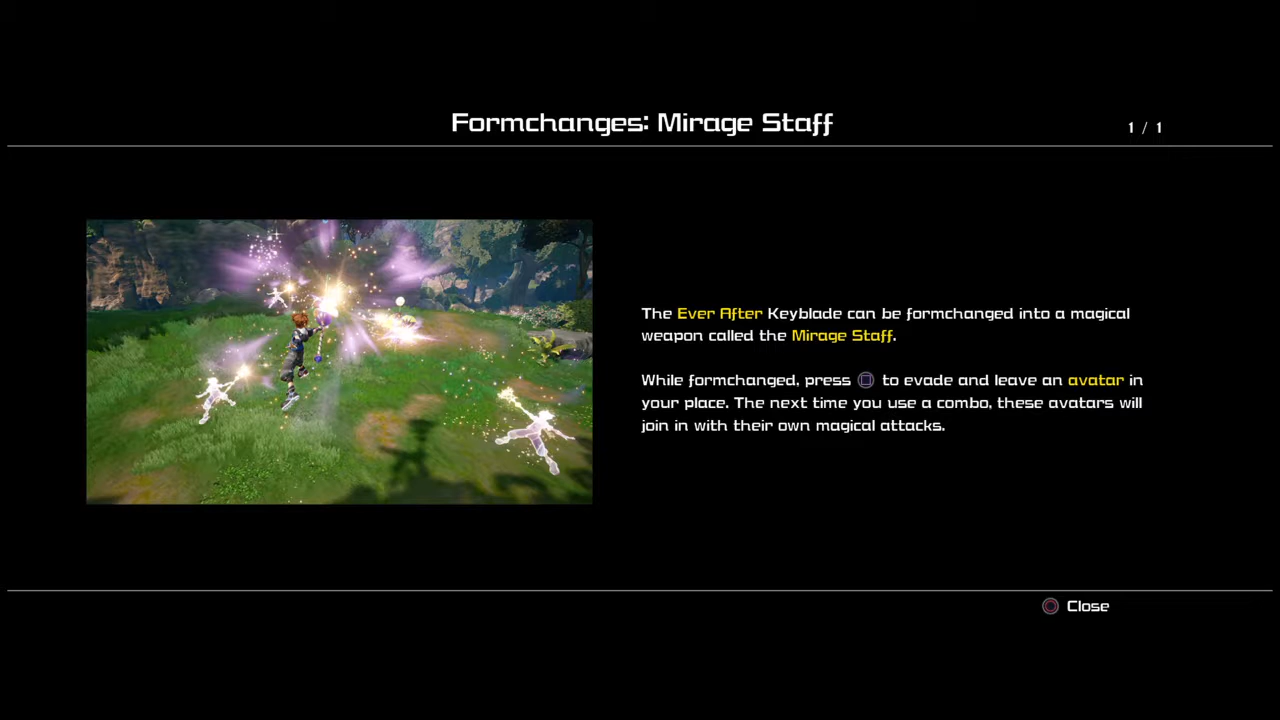 Formchanges: Mirage Staff
1 / 1
The Ever After Keyblade can be formchanged into a magical
weapon called the Mirage Staff.
While formchanged, press to evade and leave an avatar in
your place. The next time you use a combo, these avatars will
join in with their own magical attacks.
Close